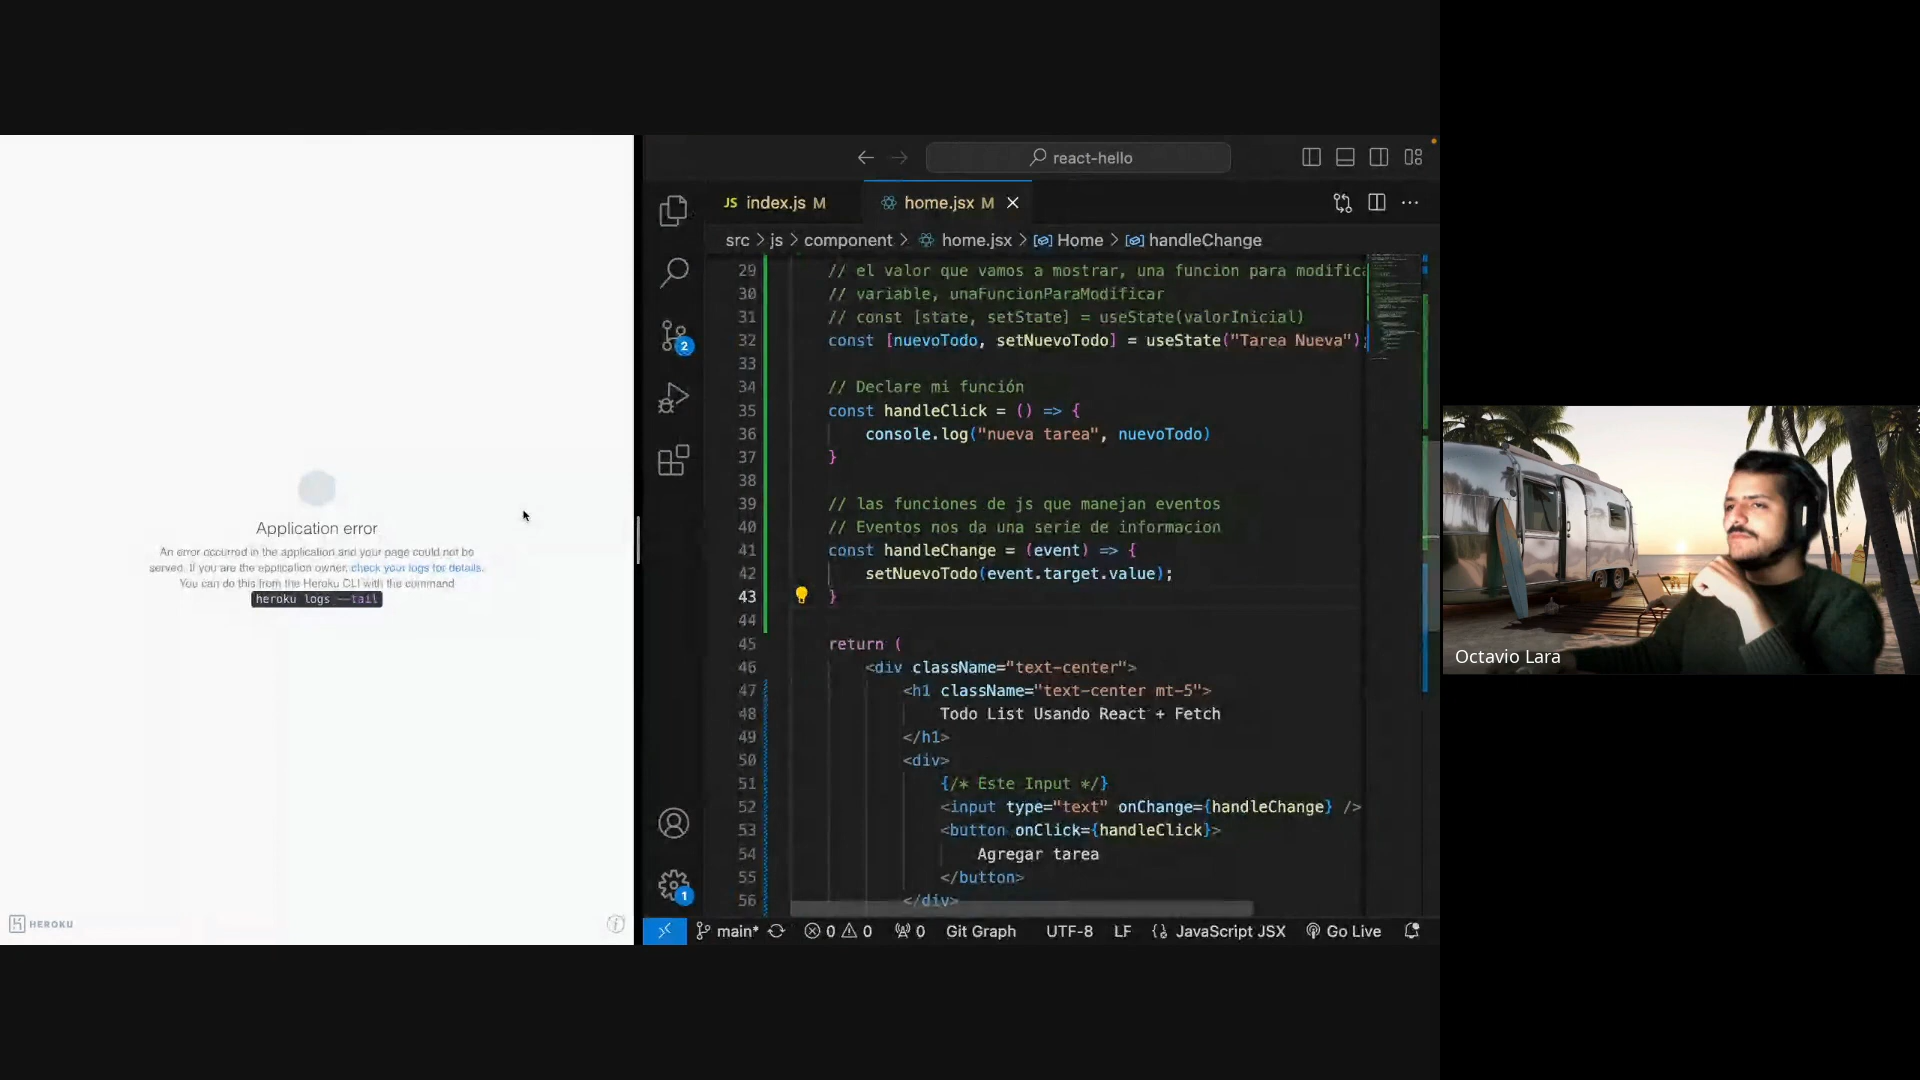 Application error
An error occurred in the application and your page could not be
served. If you are the application owner, check your logs for details.
You can do this from the Heroku CLI with the command
heroku logs --tail
HEROKU
react-hello
JS index.js M
home.jsx M
src > js > component > home.jsx > Home > handleChange
29 // el valor que vamos a mostrar, una funcion para modifica
30 // variable, unaFuncionParaModificar
31 // const [state, setState] = useState(valorInicial)
32 const [nuevoTodo, setNuevoTodo] = useState("Tarea Nueva");
33
34 // Declare mi función
35 const handleClick = () => {
36 console.log("nueva tarea", nuevoTodo)
37 }
38
39 // las funciones de js que manejan eventos
40 // Eventos nos da una serie de informacion
41 const handleChange = (event) => {
42 setNuevoTodo(event.target.value);
43 }
44
45 return (
46 <div className="text-center">
47 <h1 className="text-center mt-5">
48 Todo List Usando React + Fetch
49 </h1>
50 <div>
51 {/* Este Input */}
52 <input type="text" onChange={handleChange} />
53 <button onClick={handleClick}>
54 Agregar tarea
55 </button>
56 </div>
2
1
main* 0 0 0 Git Graph UTF-8 LF {} JavaScript JSX Go Live
Octavio Lara